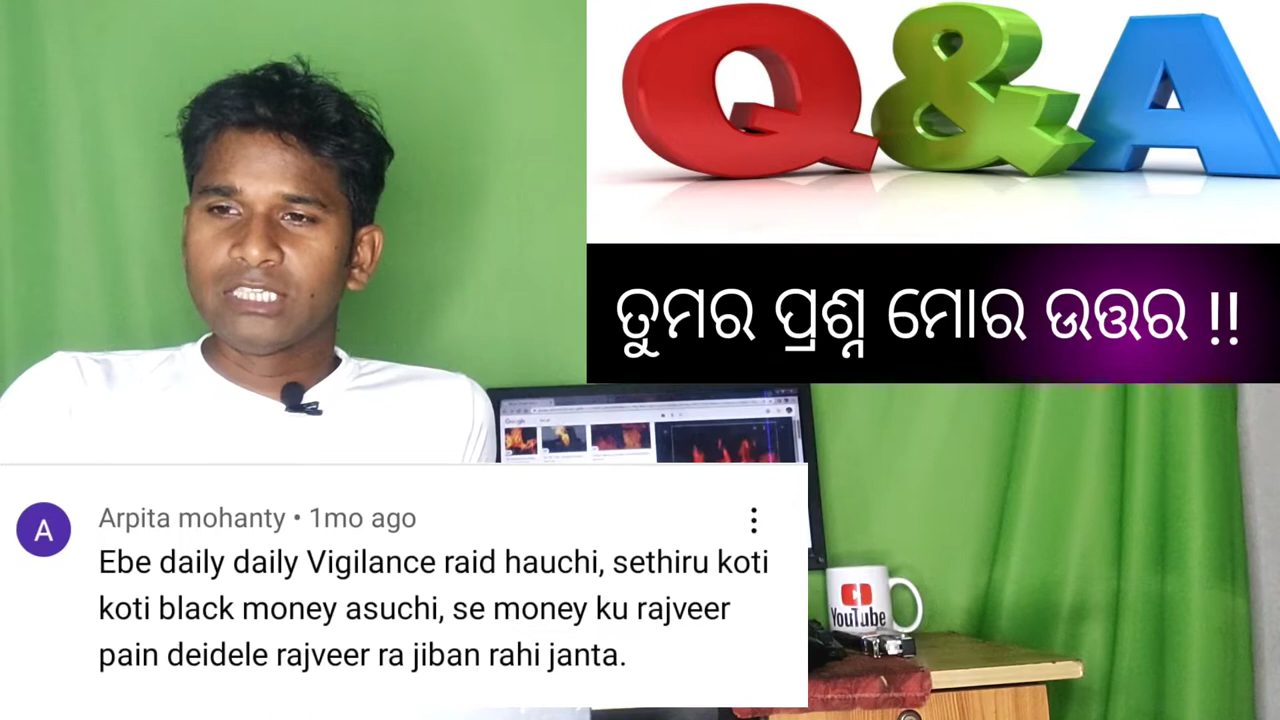 Q&A
ତୁମର ପ୍ରଶ୍ନ ମୋର ଉତ୍ତର !!
Google
A
Arpita mohanty • 1mo ago
Ebe daily daily Vigilance raid hauchi, sethiru koti
koti black money asuchi, se money ku rajveer
pain deidele rajveer ra jiban rahi janta.
YouTube